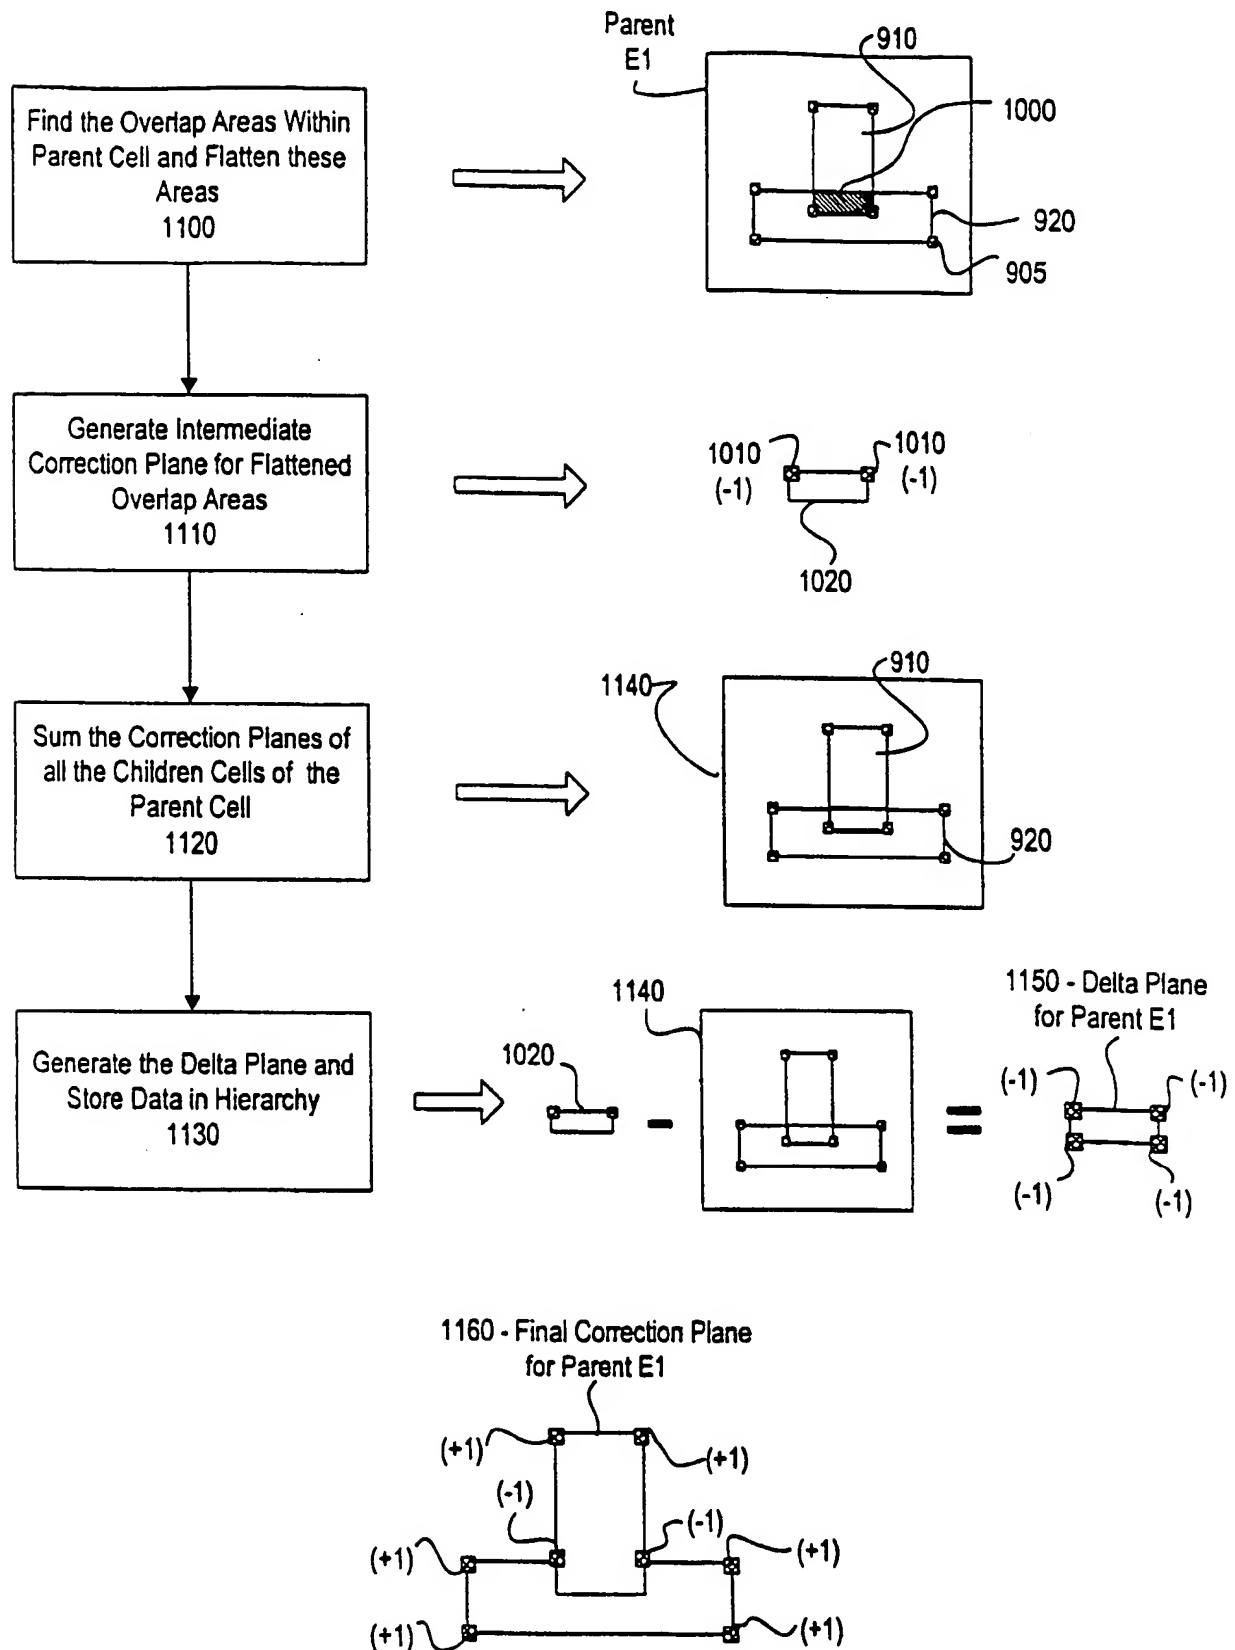 Parent
E1
910
1000
920
905
Find the Overlap Areas Within
Parent Cell and Flatten these
Areas
1100
Generate Intermediate
Correction Plane for Flattened
Overlap Areas
1110
1010
(-1)
1010
(-1)
1020
Sum the Correction Planes of
all the Children Cells of the
Parent Cell
1120
1140
910
920
Generate the Delta Plane and
Store Data in Hierarchy
1130
1020
1140
1150 - Delta Plane
for Parent E1
(-1)
(-1)
(-1)
(-1)
1160 - Final Correction Plane
for Parent E1
(+1)
(+1)
(-1)
(-1)
(+1)
(+1)
(+1)
(+1)